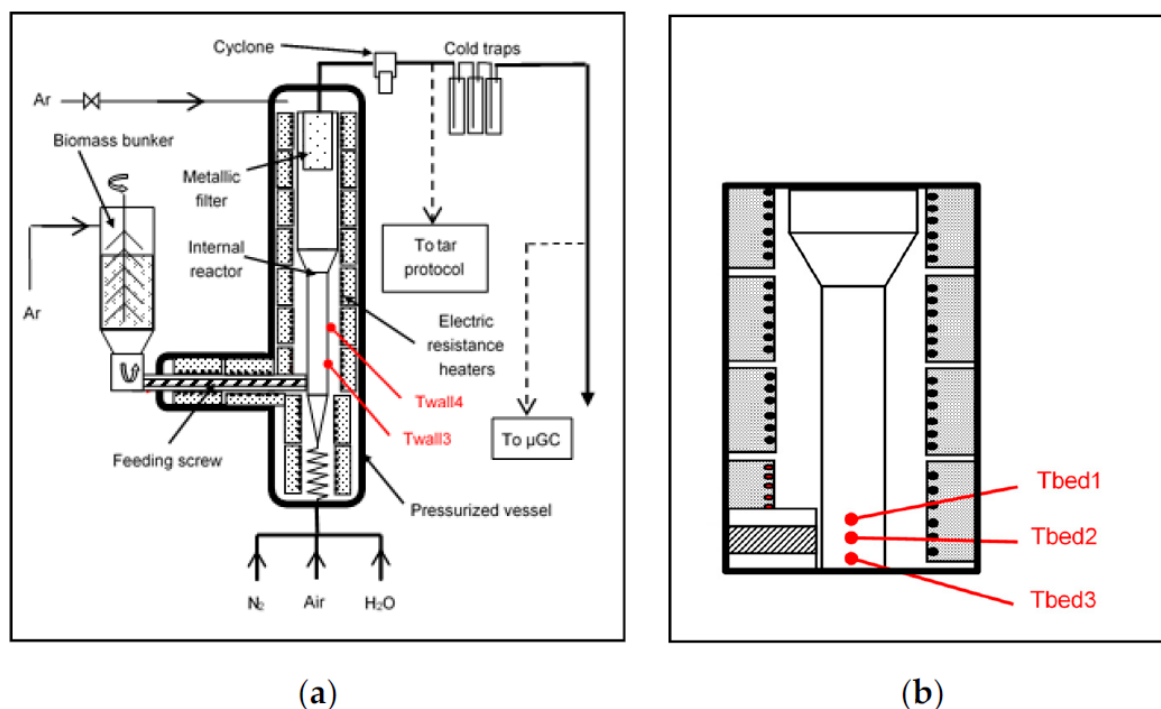 Cyclone
Cold traps
Ar
Biomass bunker
Metallic
filter
Internal
reactor
To tar
protocol
Ar
Electric
resistance
heaters
Twall4
Twall3
To µGC
Feeding screw
Pressurized vessel
N₂ Air H₂O
(a)
Tbed1
Tbed2
Tbed3
(b)